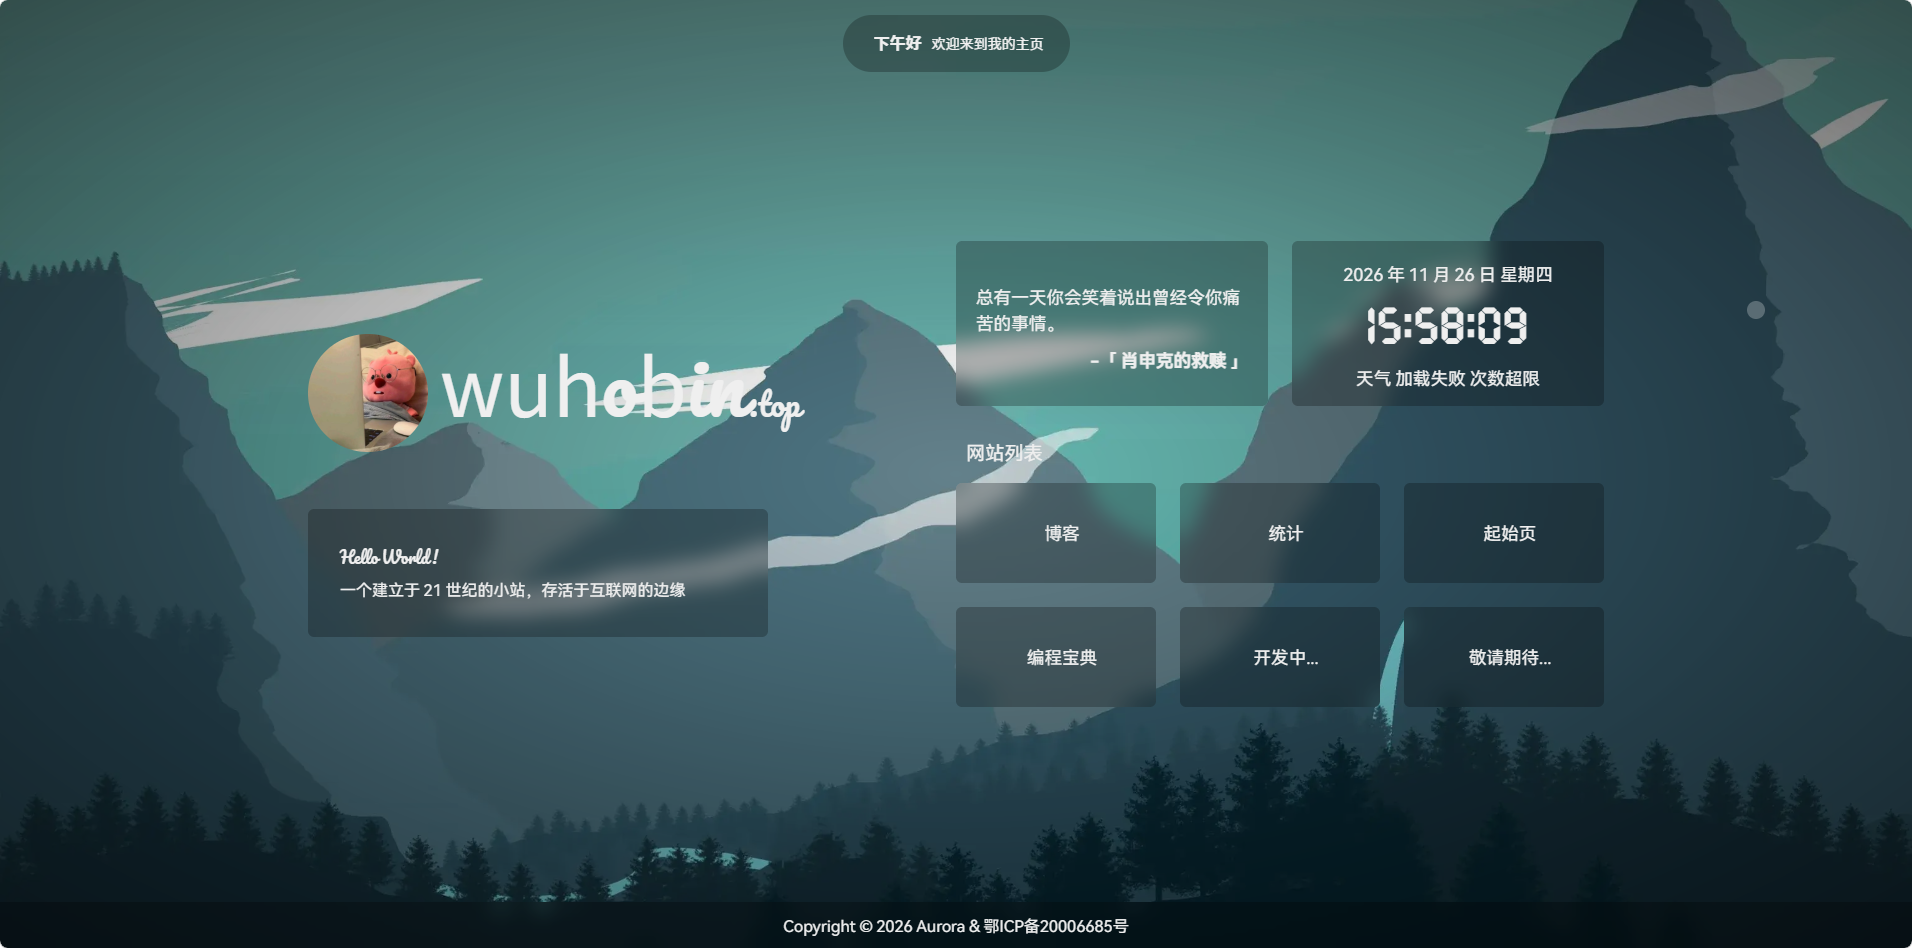 下午好 欢迎来到我的主页
wuhobin.top
Hello World!
一个建立于 21 世纪的小站，存活于互联网的边缘
总有一天你会笑着说出曾经令你痛
苦的事情。
-「 肖申克的救赎 」
2026 年 11 月 26 日 星期四
15:58:09
天气 加载失败 次数超限
网站列表
博客
统计
起始页
编程宝典
开发中...
敬请期待...
Copyright © 2026 Aurora & 鄂ICP备20006685号